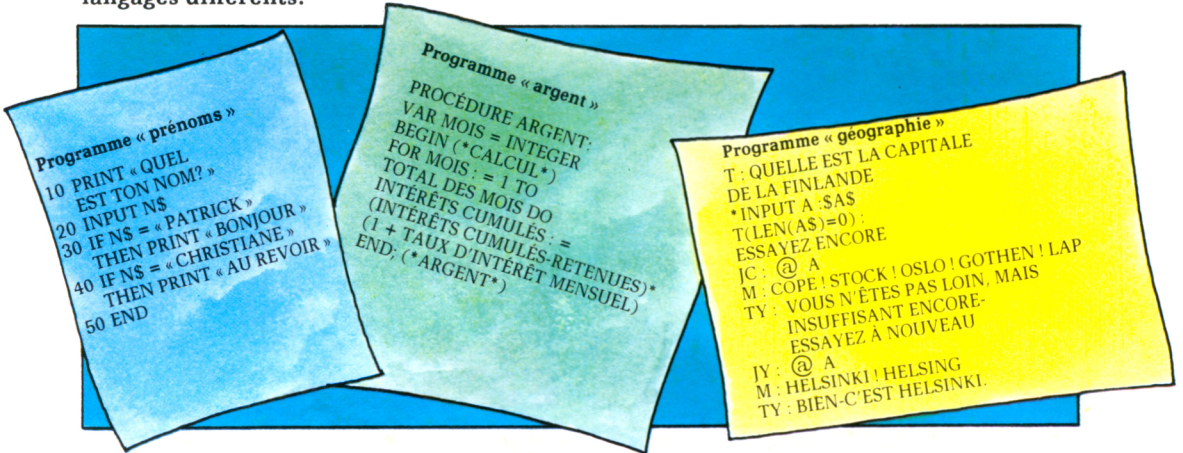 langages différents.
Programme « prénoms »
10 PRINT « QUEL
EST TON NOM? »
20 INPUT N$
30 IF N$ = « PATRICK »
THEN PRINT « BONJOUR »
40 IF N$ = « CHRISTIANE »
THEN PRINT « AU REVOIR »
50 END
Programme « argent »
PROCÉDURE ARGENT:
VAR MOIS = INTEGER
BEGIN (*CALCUL*)
FOR MOIS : = 1 TO
TOTAL DES MOIS DO
INTÉRÊTS CUMULÉS : =
(INTÉRÊTS CUMULÉS-RETENUES)*
(1 + TAUX D'INTÉRÊT MENSUEL)
END; (*ARGENT*)
Programme « géographie »
T : QUELLE EST LA CAPITALE
DE LA FINLANDE
*INPUT A :$A$
T(LEN(A$)=0) :
ESSAYEZ ENCORE
JC : @ A
M : COPE ! STOCK ! OSLO ! GOTHEN ! LAP
TY : VOUS N'ÊTES PAS LOIN, MAIS
INSUFFISANT ENCORE-
ESSAYEZ À NOUVEAU
JY : @ A
M : HELSINKI ! HELSING
TY : BIEN-C'EST HELSINKI.